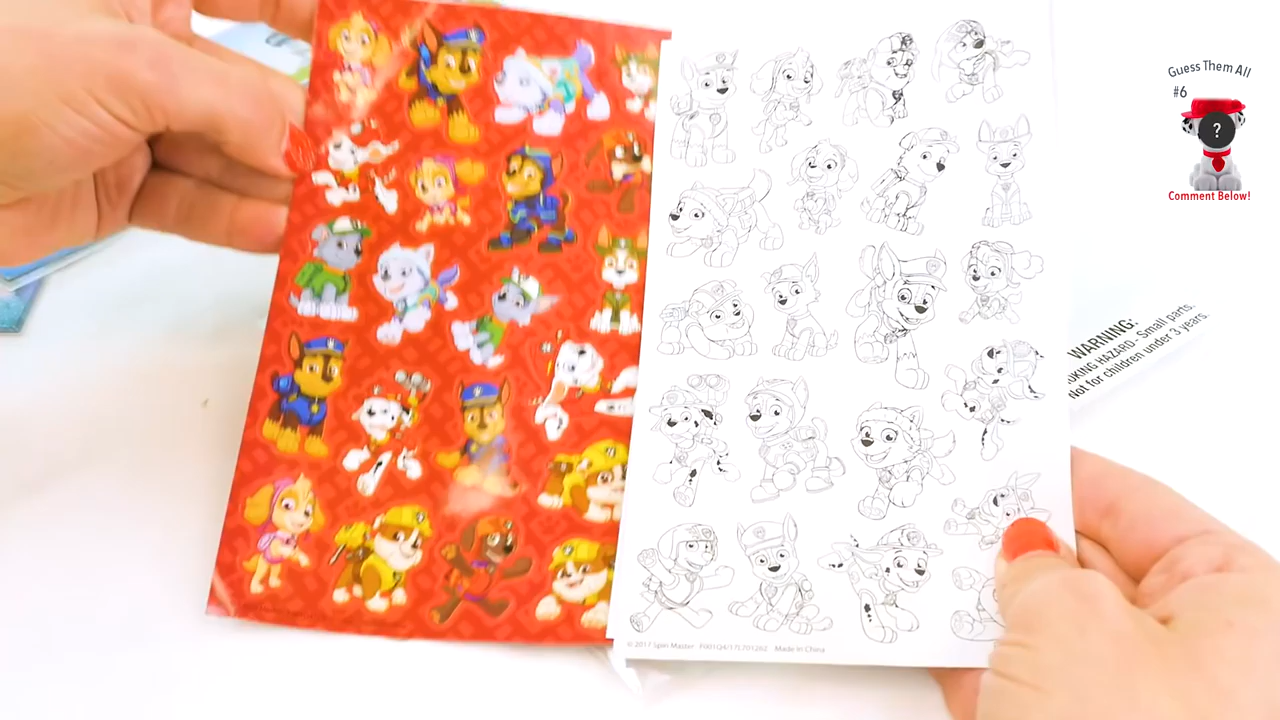 Guess Them All
#6
?
Comment Below!
WARNING:
OKING HAZARD - Small parts.
Not for children under 3 years.
© 2017 Spin Master
Made In China